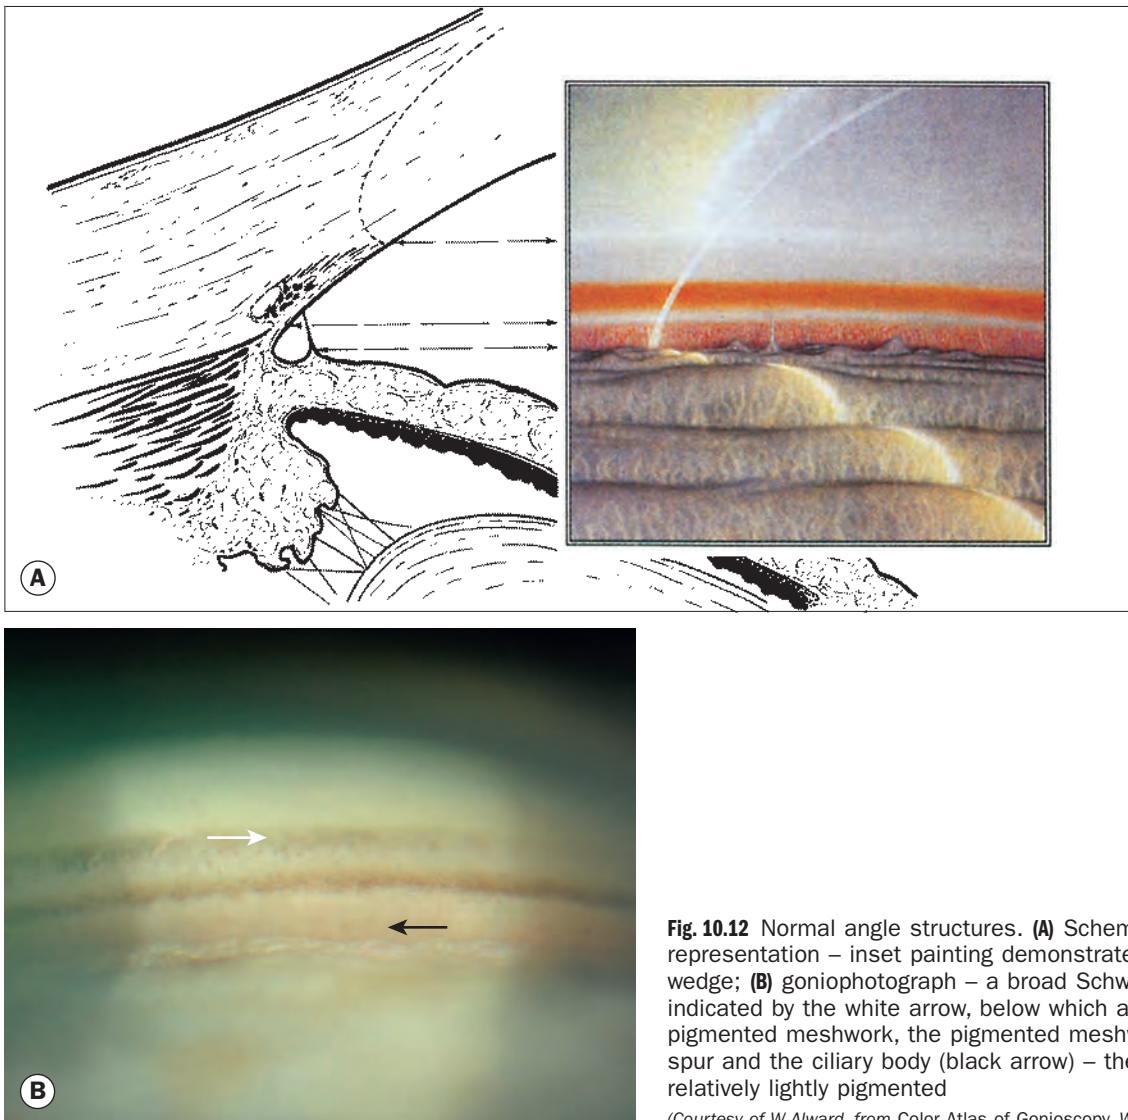 A
B
Fig. 10.12 Normal angle structures. (A) Schem
representation – inset painting demonstrate
wedge; (B) goniophotograph – a broad Schw
indicated by the white arrow, below which a
pigmented meshwork, the pigmented mesh
spur and the ciliary body (black arrow) – the
relatively lightly pigmented
(Courtesy of W Alward, from Color Atlas of Gonioscopy, W